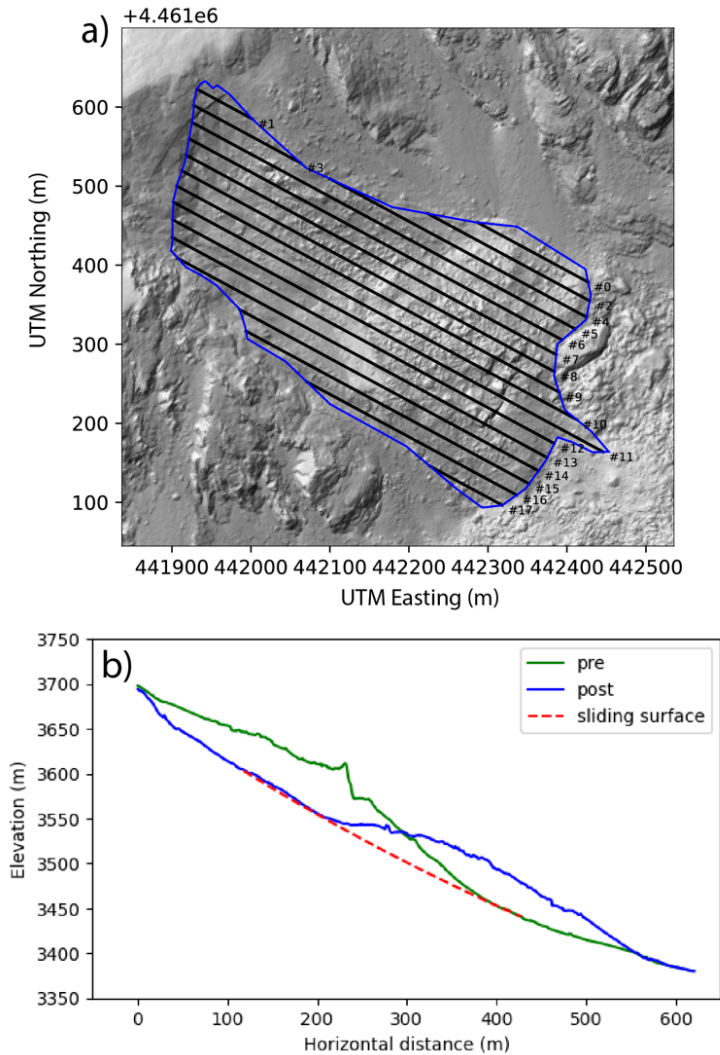 +4.461e6
a)
#1
#3
#0
#2
#4
#5
#6
#7
#8
#9
#10
#12
#11
#13
#14
#15
#16
#17
600
500
400
300
200
100
UTM Northing (m)
441900 442000 442100 442200 442300 442400 442500
UTM Easting (m)
b)
3750
3700
3650
3600
3550
3500
3450
3400
3350
Elevation (m)
pre
post
sliding surface
0 100 200 300 400 500 600
Horizontal distance (m)